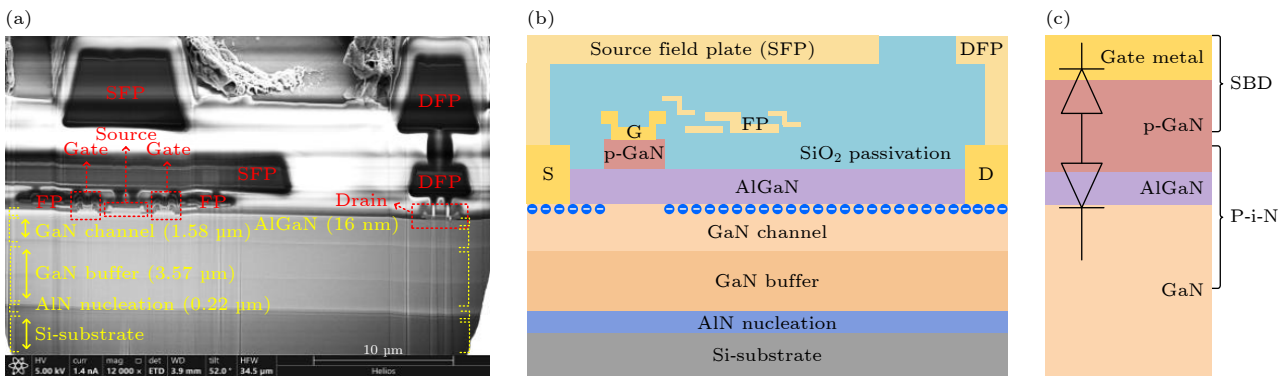 (a)
SFP
DFP
Source
Gate
Gate
SFP
DFP
FP
FP
Drain
AlGaN (16 nm)
GaN channel (1.58 μm)
GaN buffer (3.57 μm)
AlN nucleation (0.22 μm)
Si-substrate
10 μm
HV curr mag □ det WD tilt HFW
5.00 kV 1.4 nA 12 000 x ETD 3.9 mm 52.0 ° 34.5 μm Helios
(b)
Source field plate (SFP)
DFP
G
FP
p-GaN
SiO₂ passivation
S
AlGaN
D
GaN channel
GaN buffer
AlN nucleation
Si-substrate
(c)
Gate metal
SBD
p-GaN
AlGaN
P-i-N
GaN